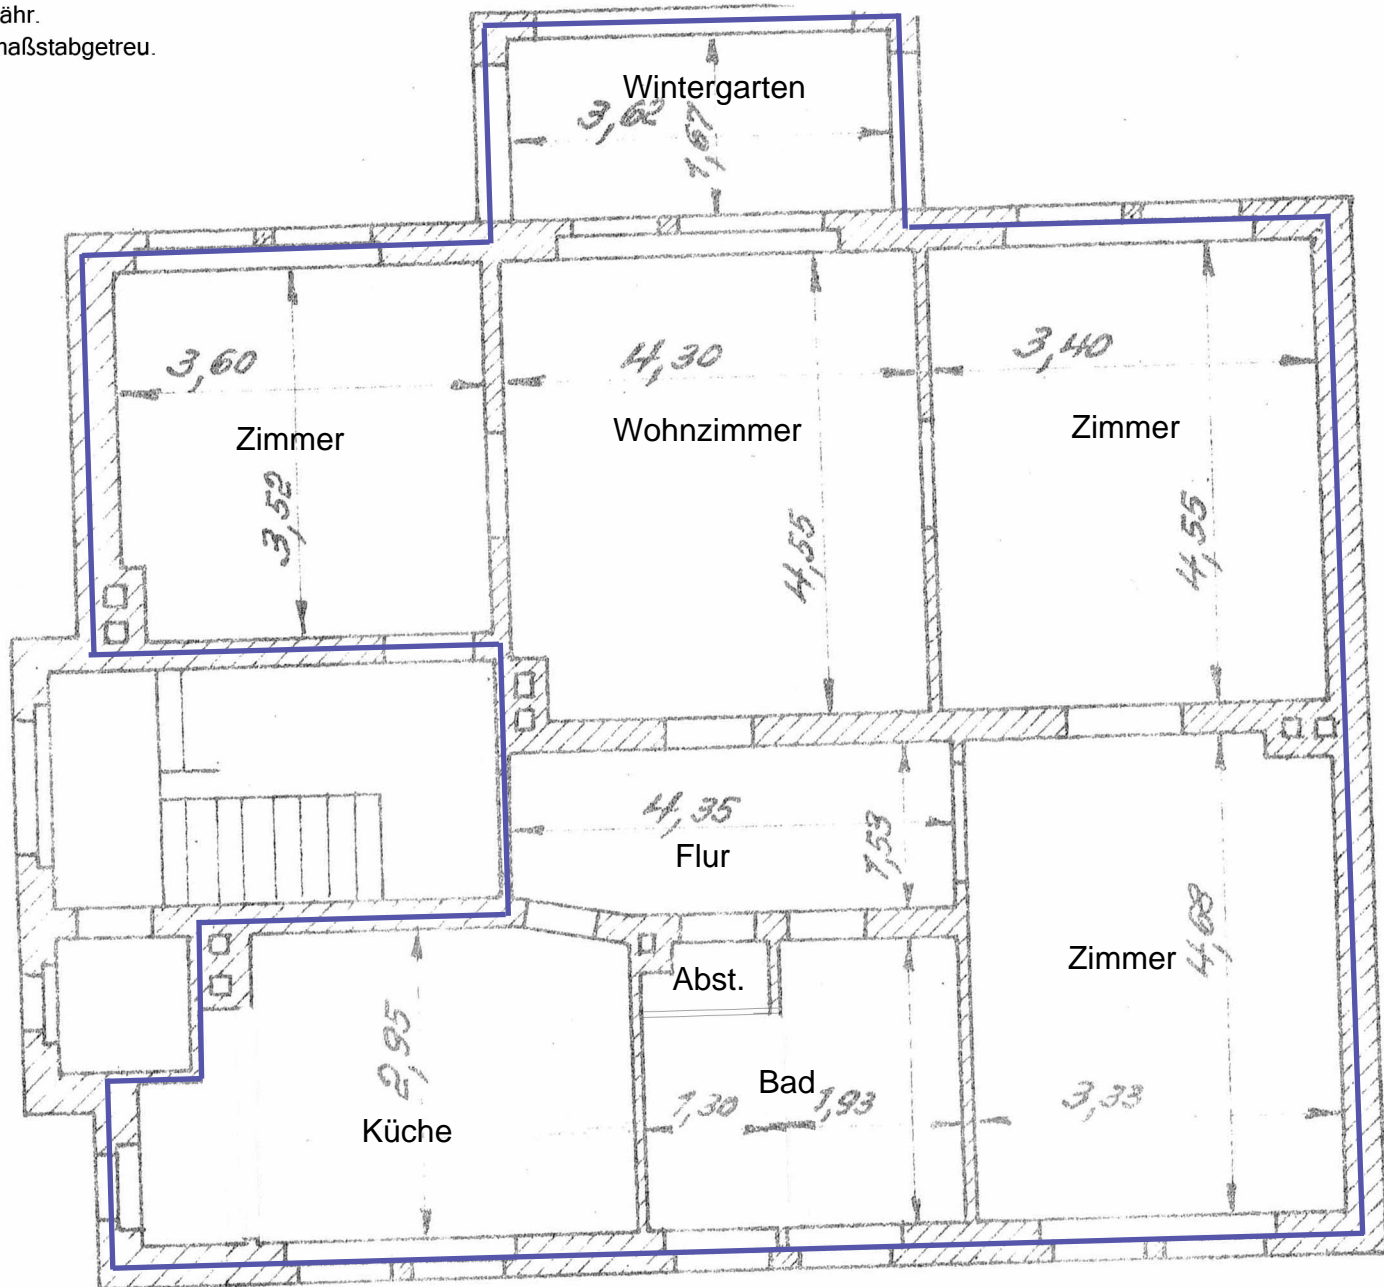 ähr.
naßstabgetreu.
Wintergarten
3,62
1,67
3,60
Zimmer
3,52
4,30
Wohnzimmer
4,55
3,40
Zimmer
4,55
4,35
Flur
1,53
Zimmer
4,68
3,33
Abst.
Bad
1,30
1,93
2,95
Küche